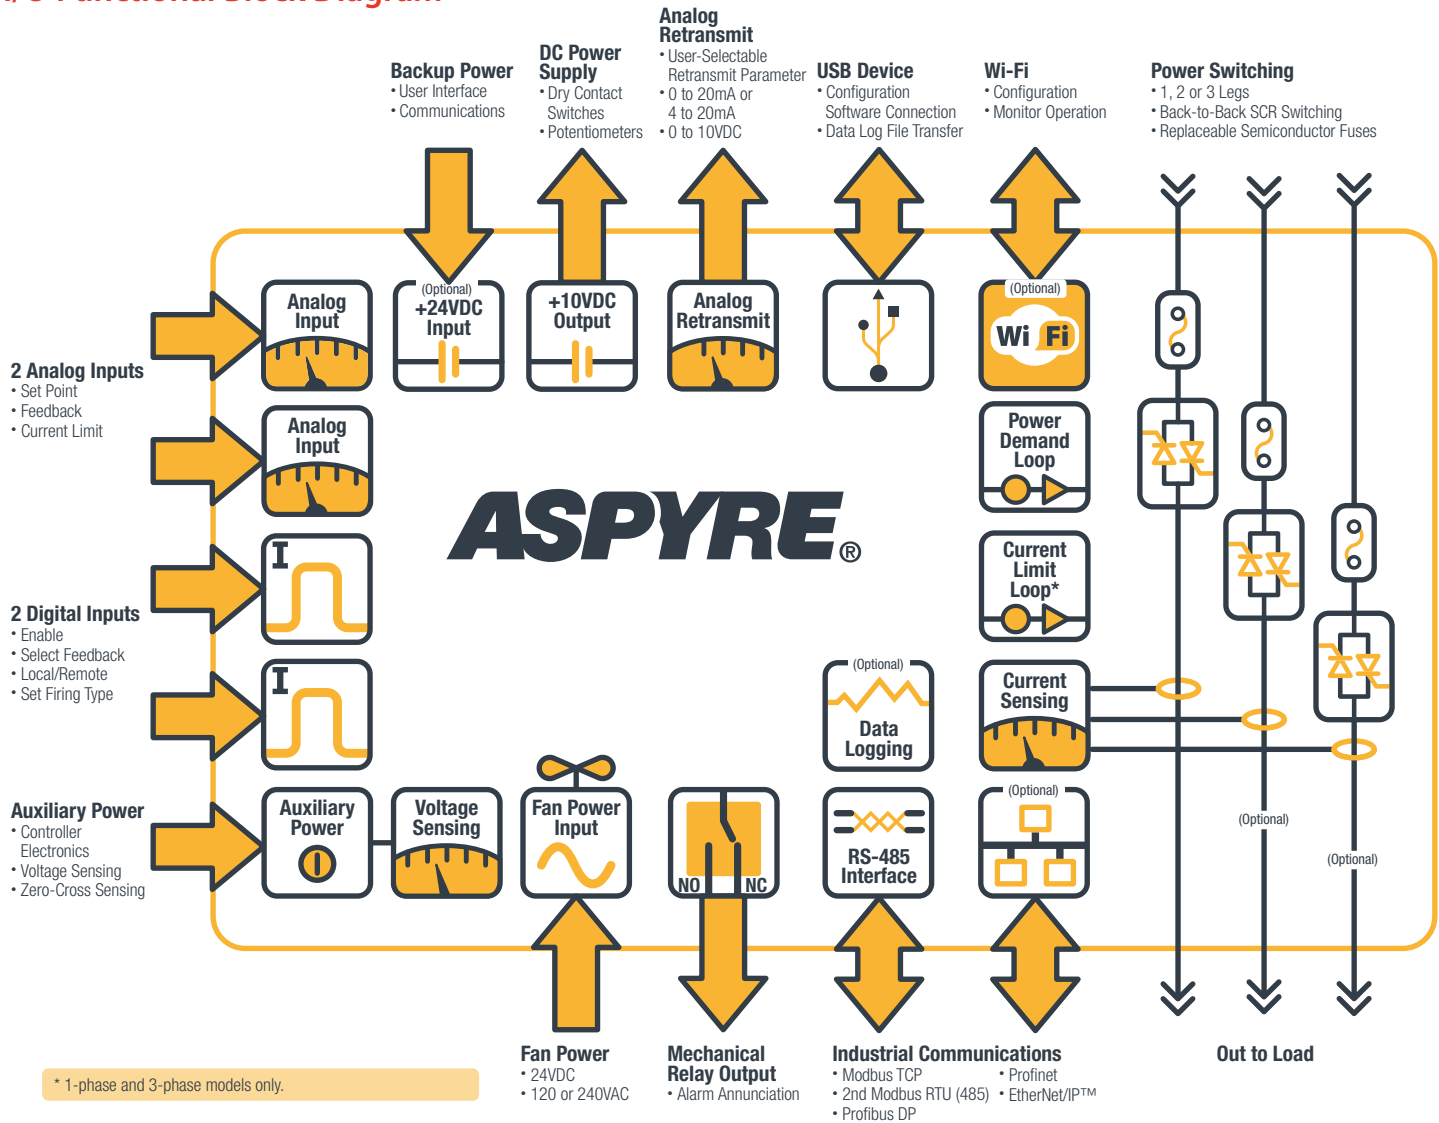 Functional Block Diagram
Backup Power
• User Interface
• Communications
DC Power
Supply
• Dry Contact
Switches
• Potentiometers
Analog
Retransmit
• User-Selectable
Retransmit Parameter
• 0 to 20mA or
4 to 20mA
• 0 to 10VDC
USB Device
• Configuration
Software Connection
• Data Log File Transfer
Wi-Fi
• Configuration
• Monitor Operation
Power Switching
• 1, 2 or 3 Legs
• Back-to-Back SCR Switching
• Replaceable Semiconductor Fuses
2 Analog Inputs
• Set Point
• Feedback
• Current Limit
2 Digital Inputs
• Enable
• Select Feedback
• Local/Remote
• Set Firing Type
Auxiliary Power
• Controller
Electronics
• Voltage Sensing
• Zero-Cross Sensing
Analog
Input
(Optional)
+24VDC
Input
+10VDC
Output
Analog
Retransmit
(Optional)
Wi Fi
Analog
Input
Power
Demand
Loop
ASPYRE®
I
Current
Limit
Loop*
I
(Optional)
Data
Logging
Current
Sensing
Auxiliary
Power
Voltage
Sensing
Fan Power
Input
NO NC
RS-485
Interface
(Optional)
(Optional)
(Optional)
Fan Power
• 24VDC
• 120 or 240VAC
Mechanical
Relay Output
• Alarm Annunciation
Industrial Communications
• Modbus TCP
• 2nd Modbus RTU (485)
• Profibus DP
• Profinet
• EtherNet/IP™
Out to Load
* 1-phase and 3-phase models only.